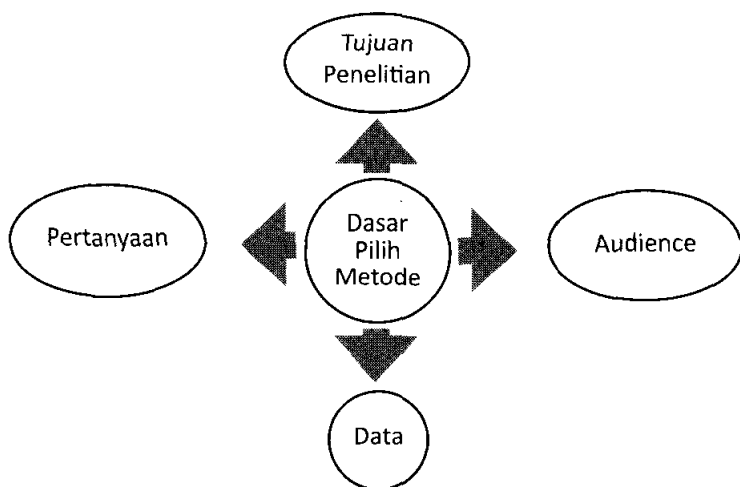 Tujuan
Penelitian
Pertanyaan
Dasar
Pilih
Metode
Audience
Data